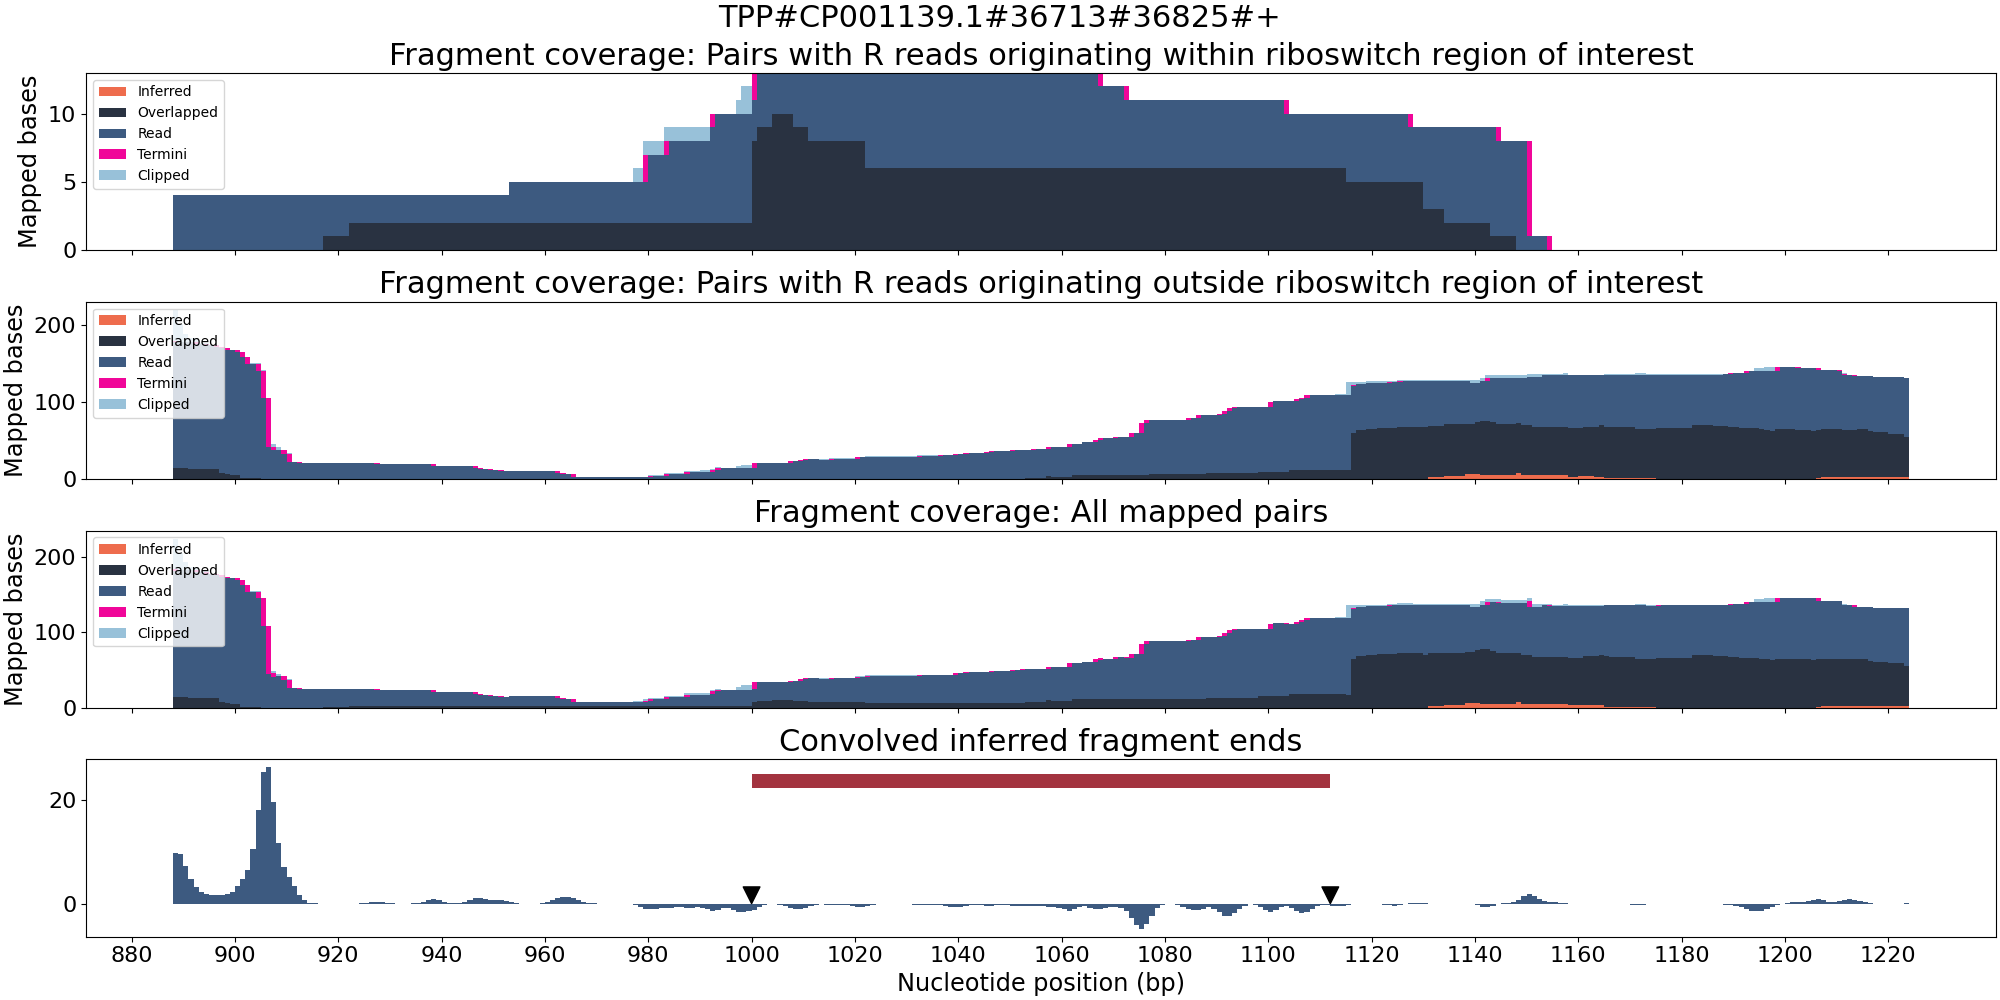 TPP#CP001139.1#36713#36825#+
Fragment coverage: Pairs with R reads originating within riboswitch region of interest
Mapped bases
10
5
0
Inferred
Overlapped
Read
Termini
Clipped
Fragment coverage: Pairs with R reads originating outside riboswitch region of interest
Mapped bases
200
100
0
Inferred
Overlapped
Read
Termini
Clipped
Fragment coverage: All mapped pairs
Mapped bases
200
100
0
Inferred
Overlapped
Read
Termini
Clipped
Convolved inferred fragment ends
20
0
880 900 920 940 960 980 1000 1020 1040 1060 1080 1100 1120 1140 1160 1180 1200 1220
Nucleotide position (bp)